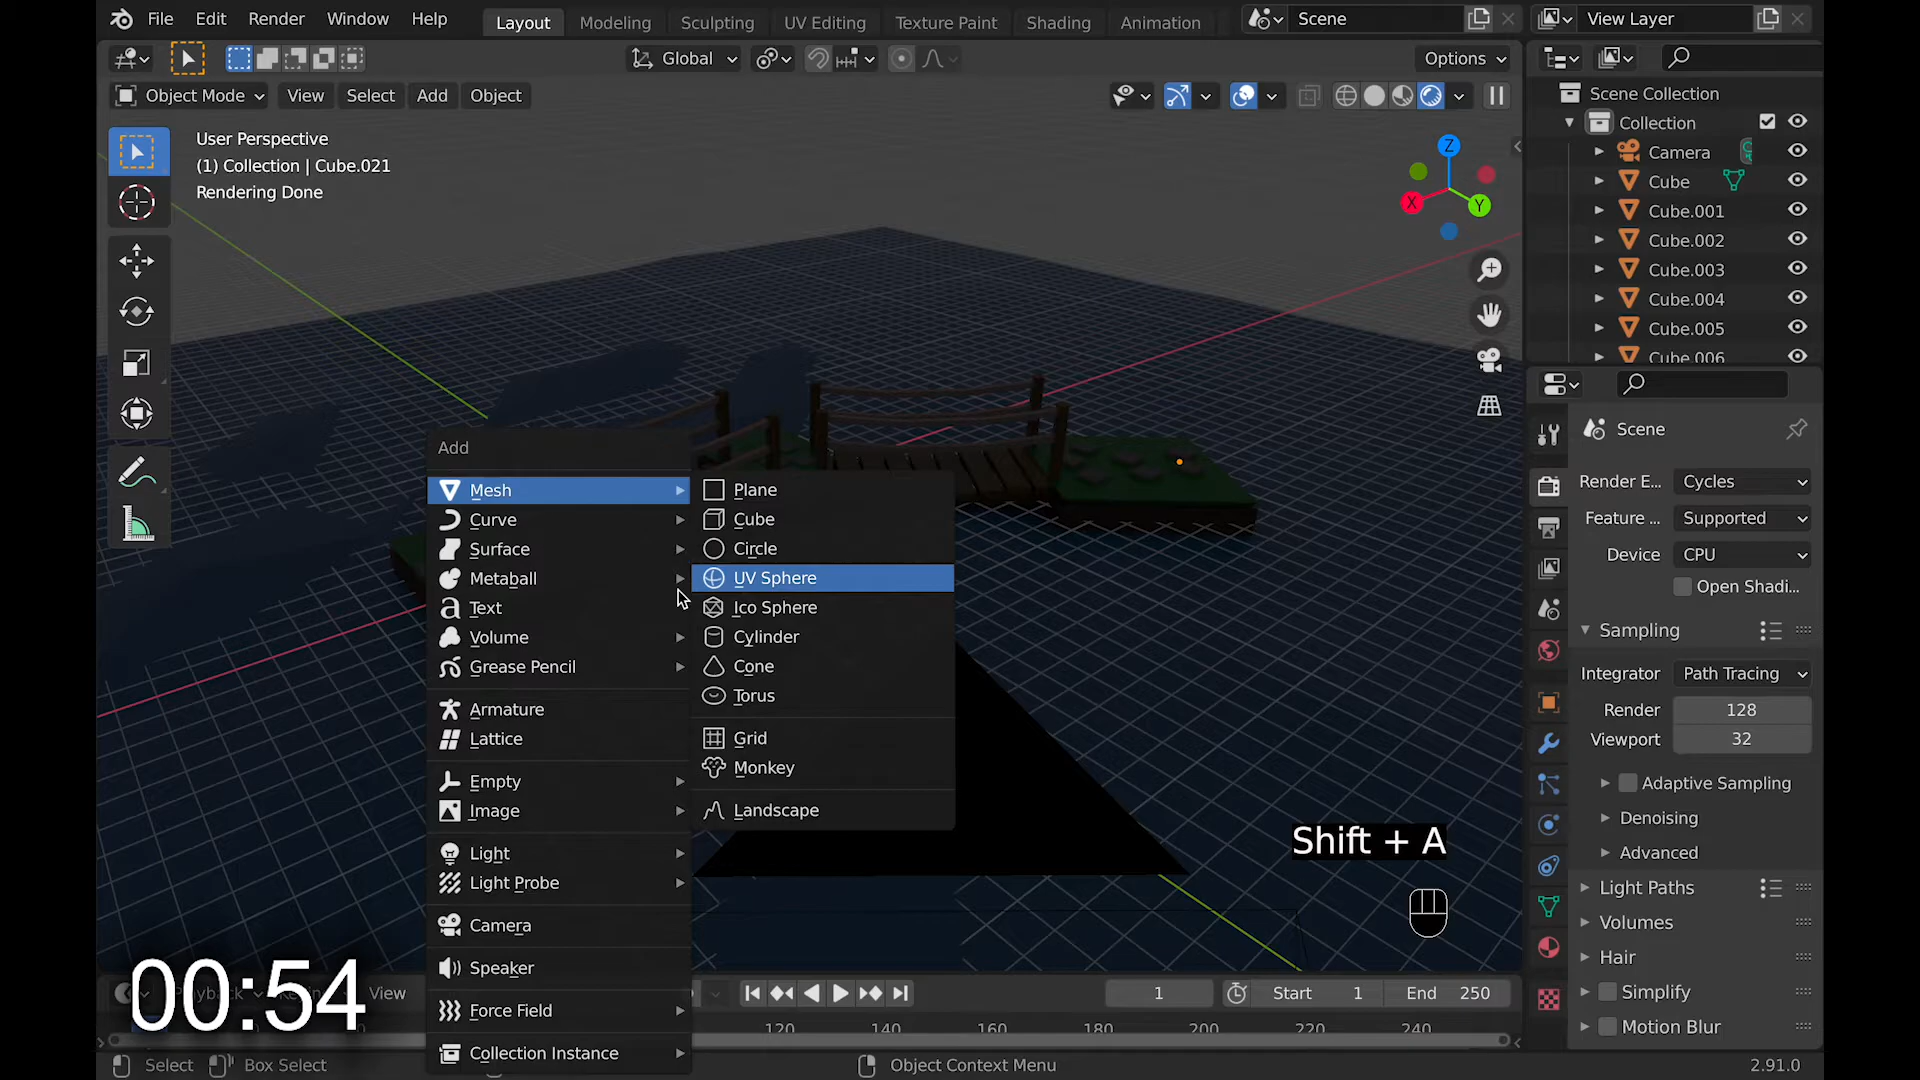 File Edit Render Window Help Layout Modeling Sculpting UV Editing Texture Paint Shading Animation Scene View Layer
Global Options
Object Mode View Select Add Object
User Perspective
(1) Collection | Cube.021
Rendering Done
Z
X
Y
Scene Collection
Collection
Camera
Cube
Cube.001
Cube.002
Cube.003
Cube.004
Cube.005
Cube.006
Add
Mesh
Curve
Surface
Metaball
Text
Volume
Grease Pencil
Armature
Lattice
Empty
Image
Light
Light Probe
Camera
Speaker
Force Field
Collection Instance
Plane
Cube
Circle
UV Sphere
Ico Sphere
Cylinder
Cone
Torus
Grid
Monkey
Landscape
Scene
Render E... Cycles
Feature ... Supported
Device CPU
Open Shadi...
Sampling
Integrator Path Tracing
Render 128
Viewport 32
Adaptive Sampling
Denoising
Advanced
Light Paths
Volumes
Hair
Simplify
Motion Blur
Shift + A
00:54
View
1 Start 1 End 250
120 140 160 180 200 220 240
Select Box Select Object Context Menu 2.91.0